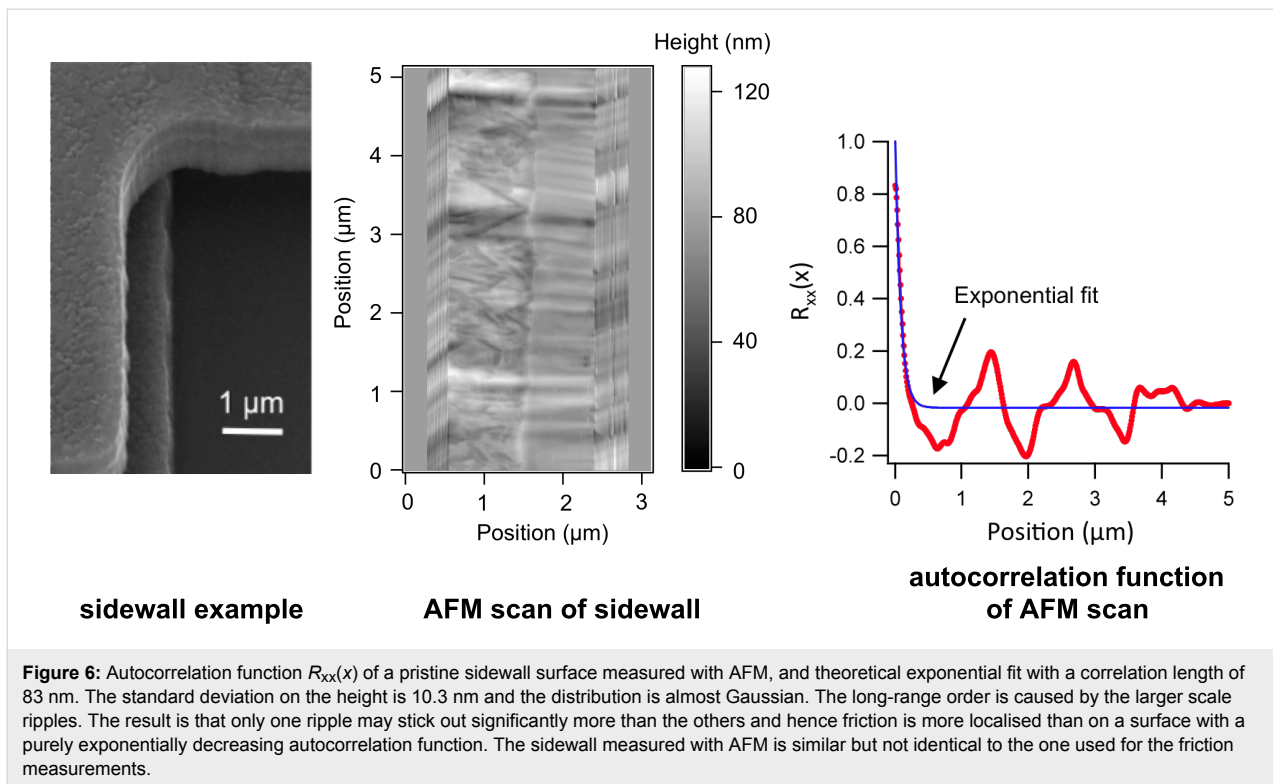 1 µm
sidewall example
Height (nm)
120
80
40
0
5
4
3
2
1
0
Position (µm)
0
1
2
3
Position (µm)
AFM scan of sidewall
1.0
0.8
0.6
0.4
0.2
0.0
-0.2
Rxx(x)
Exponential fit
0
1
2
3
4
5
Position (µm)
autocorrelation function
of AFM scan
Figure 6: Autocorrelation function Rxx(x) of a pristine sidewall surface measured with AFM, and theoretical exponential fit with a correlation length of
83 nm. The standard deviation on the height is 10.3 nm and the distribution is almost Gaussian. The long-range order is caused by the larger scale
ripples. The result is that only one ripple may stick out significantly more than the others and hence friction is more localised than on a surface with a
purely exponentially decreasing autocorrelation function. The sidewall measured with AFM is similar but not identical to the one used for the friction
measurements.